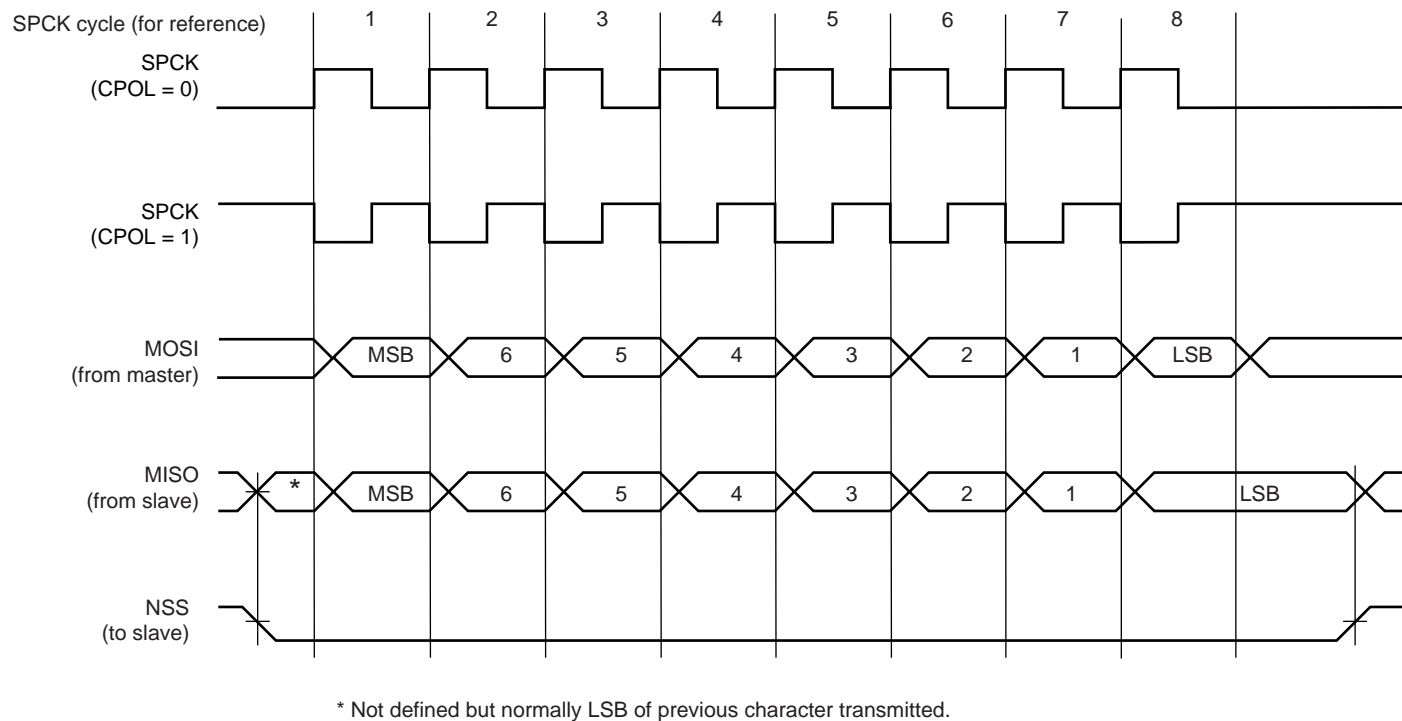 SPCK cycle (for reference)
1 2 3 4 5 6 7 8
SPCK
(CPOL = 0)
SPCK
(CPOL = 1)
MOSI
(from master)
MSB 6 5 4 3 2 1 LSB
MISO
(from slave)
* MSB 6 5 4 3 2 1 LSB
NSS
(to slave)
* Not defined but normally LSB of previous character transmitted.